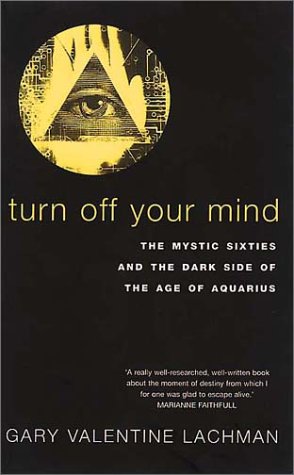 turn off your mind
THE MYSTIC SIXTIES
AND THE DARK SIDE OF
THE AGE OF AQUARIUS
'A really well-researched, well-written book
about the moment of destiny from which I
for one was glad to escape alive.'
MARIANNE FAITHFULL
GARY VALENTINE LACHMAN